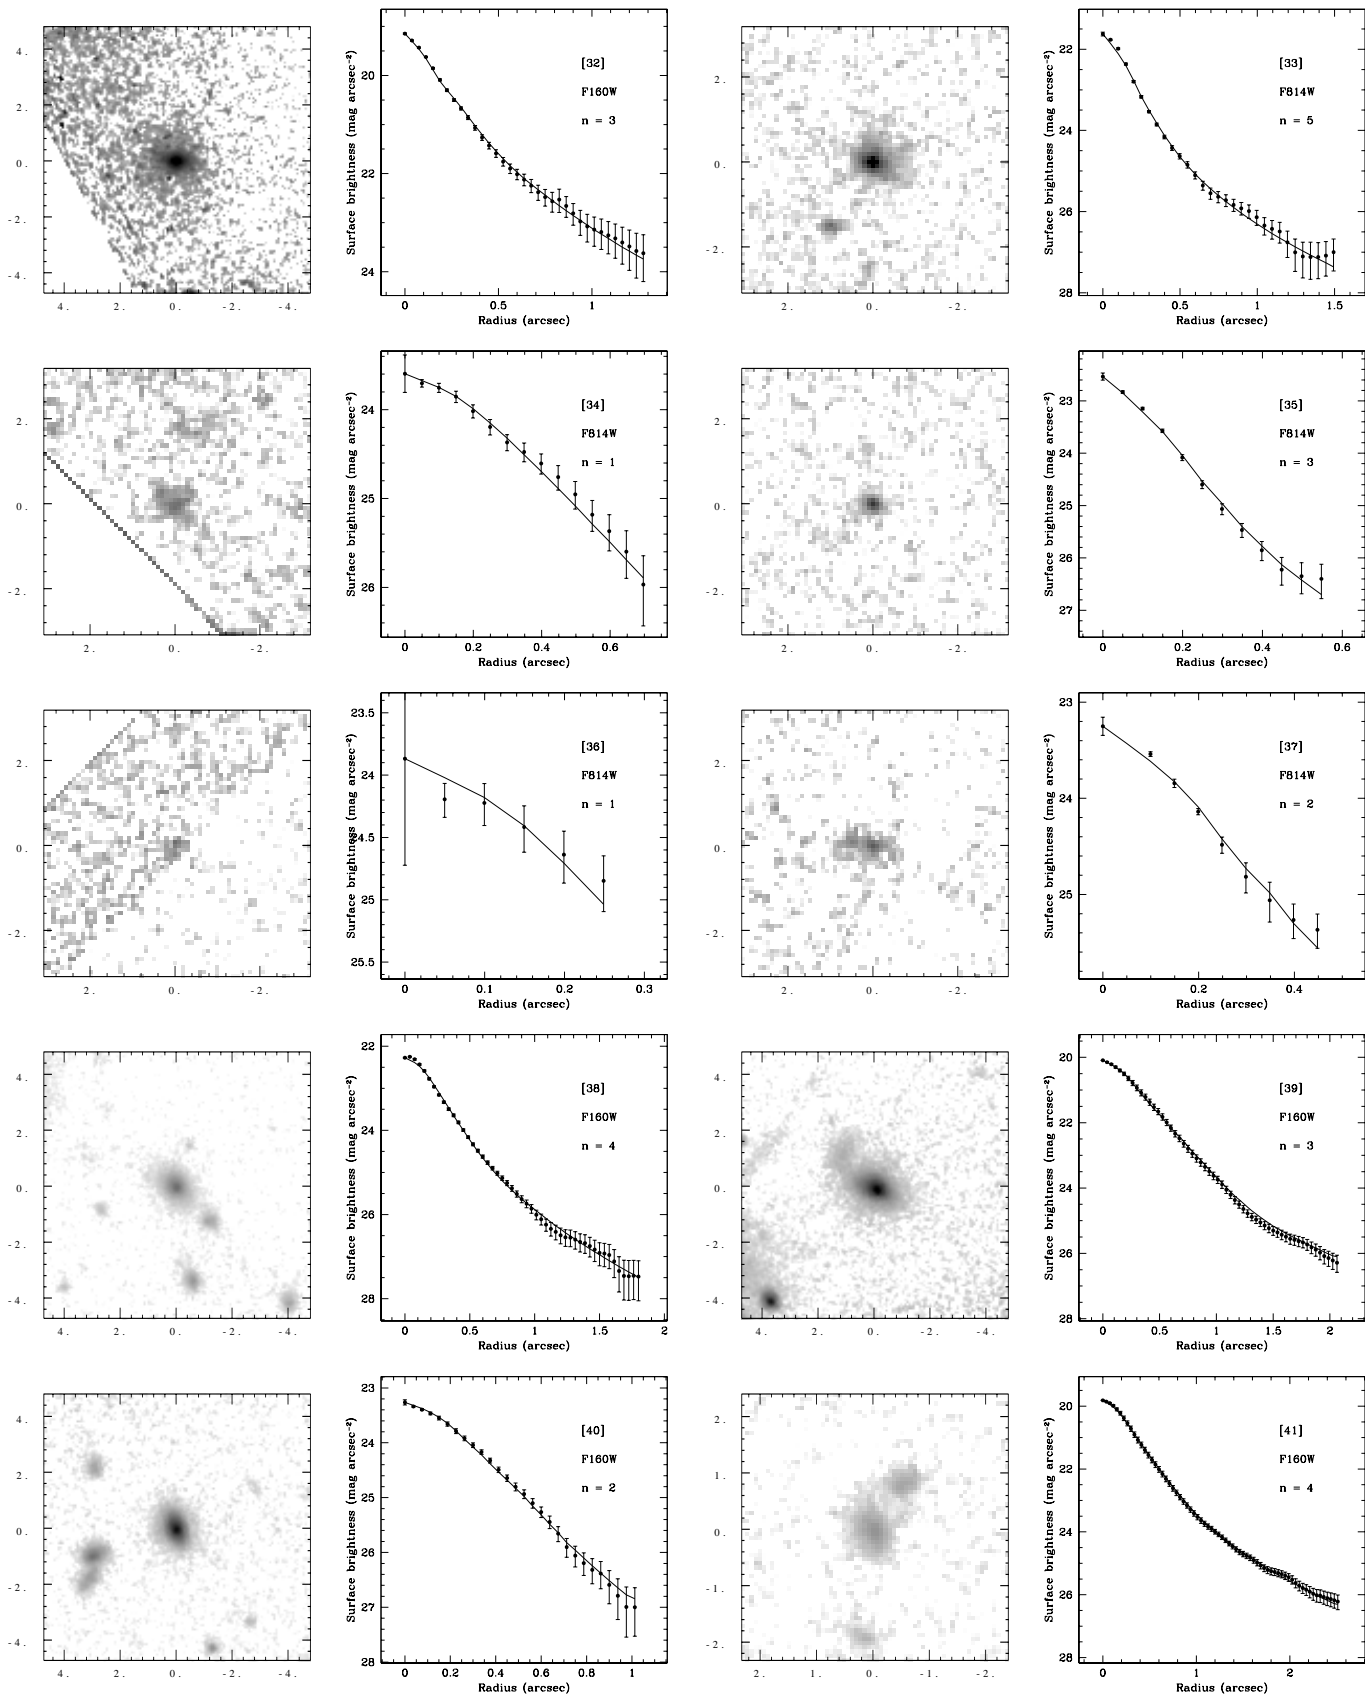 4. 2. 0. -2. -4.
4. 2. 0. -2. -4.
Surface brightness (mag arcsec⁻²)
20 22 24
[32]
F160W
n = 3
0 0.5 1
Radius (arcsec)
2. 0. -2.
2. 0. -2.
Surface brightness (mag arcsec⁻²)
22 24 26 28
[33]
F814W
n = 5
0 0.5 1 1.5
Radius (arcsec)
2. 0. -2.
2. 0. -2.
Surface brightness (mag arcsec⁻²)
24 25 26
[34]
F814W
n = 1
0 0.2 0.4 0.6
Radius (arcsec)
2. 0. -2.
2. 0. -2.
Surface brightness (mag arcsec⁻²)
23 24 25 26 27
[35]
F814W
n = 3
0 0.2 0.4 0.6
Radius (arcsec)
2. 0. -2.
2. 0. -2.
Surface brightness (mag arcsec⁻²)
23.5 24 24.5 25 25.5
[36]
F814W
n = 1
0 0.1 0.2 0.3
Radius (arcsec)
2. 0. -2.
2. 0. -2.
Surface brightness (mag arcsec⁻²)
23 24 25
[37]
F814W
n = 2
0 0.2 0.4
Radius (arcsec)
4. 2. 0. -2. -4.
4. 2. 0. -2. -4.
Surface brightness (mag arcsec⁻²)
22 24 26 28
[38]
F160W
n = 4
0 0.5 1 1.5 2
Radius (arcsec)
4. 2. 0. -2. -4.
4. 2. 0. -2. -4.
Surface brightness (mag arcsec⁻²)
20 22 24 26 28
[39]
F160W
n = 3
0 0.5 1 1.5 2
Radius (arcsec)
4. 2. 0. -2. -4.
4. 2. 0. -2. -4.
Surface brightness (mag arcsec⁻²)
23 24 25 26 27 28
[40]
F160W
n = 2
0 0.2 0.4 0.6 0.8 1
Radius (arcsec)
2. 1. 0. -1. -2.
2. 1. 0. -1. -2.
Surface brightness (mag arcsec⁻²)
20 22 24 26 28
[41]
F160W
n = 4
0 1 2
Radius (arcsec)